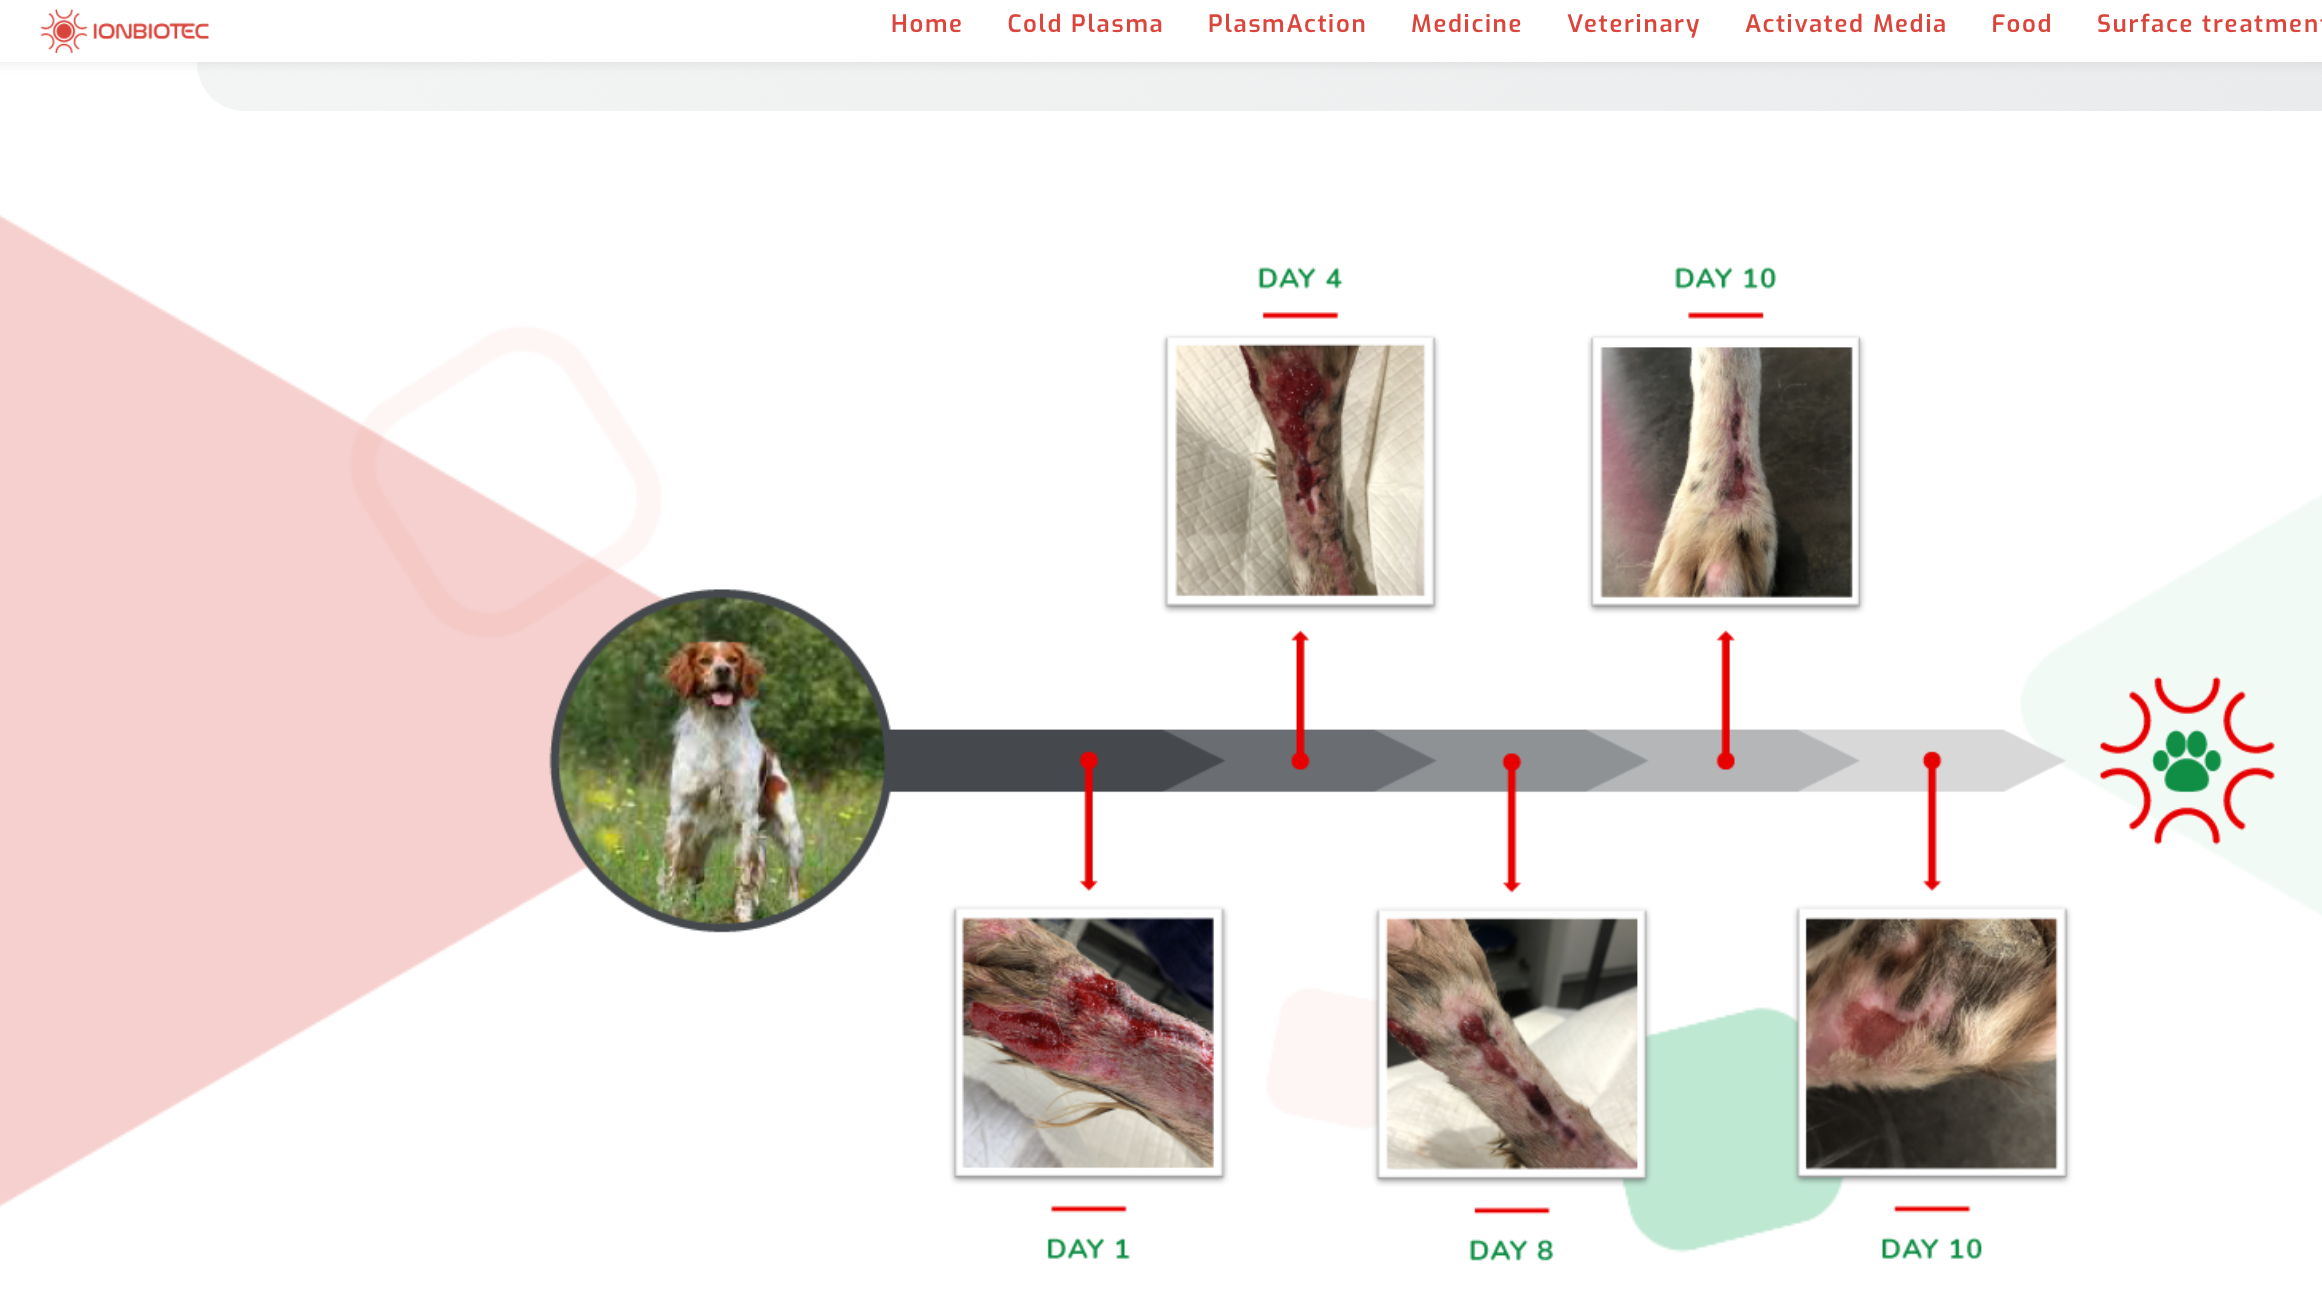 IONBIOTEC
Home Cold Plasma PlasmAction Medicine Veterinary Activated Media Food Surface treatmen
DAY 4
DAY 10
DAY 1
DAY 8
DAY 10